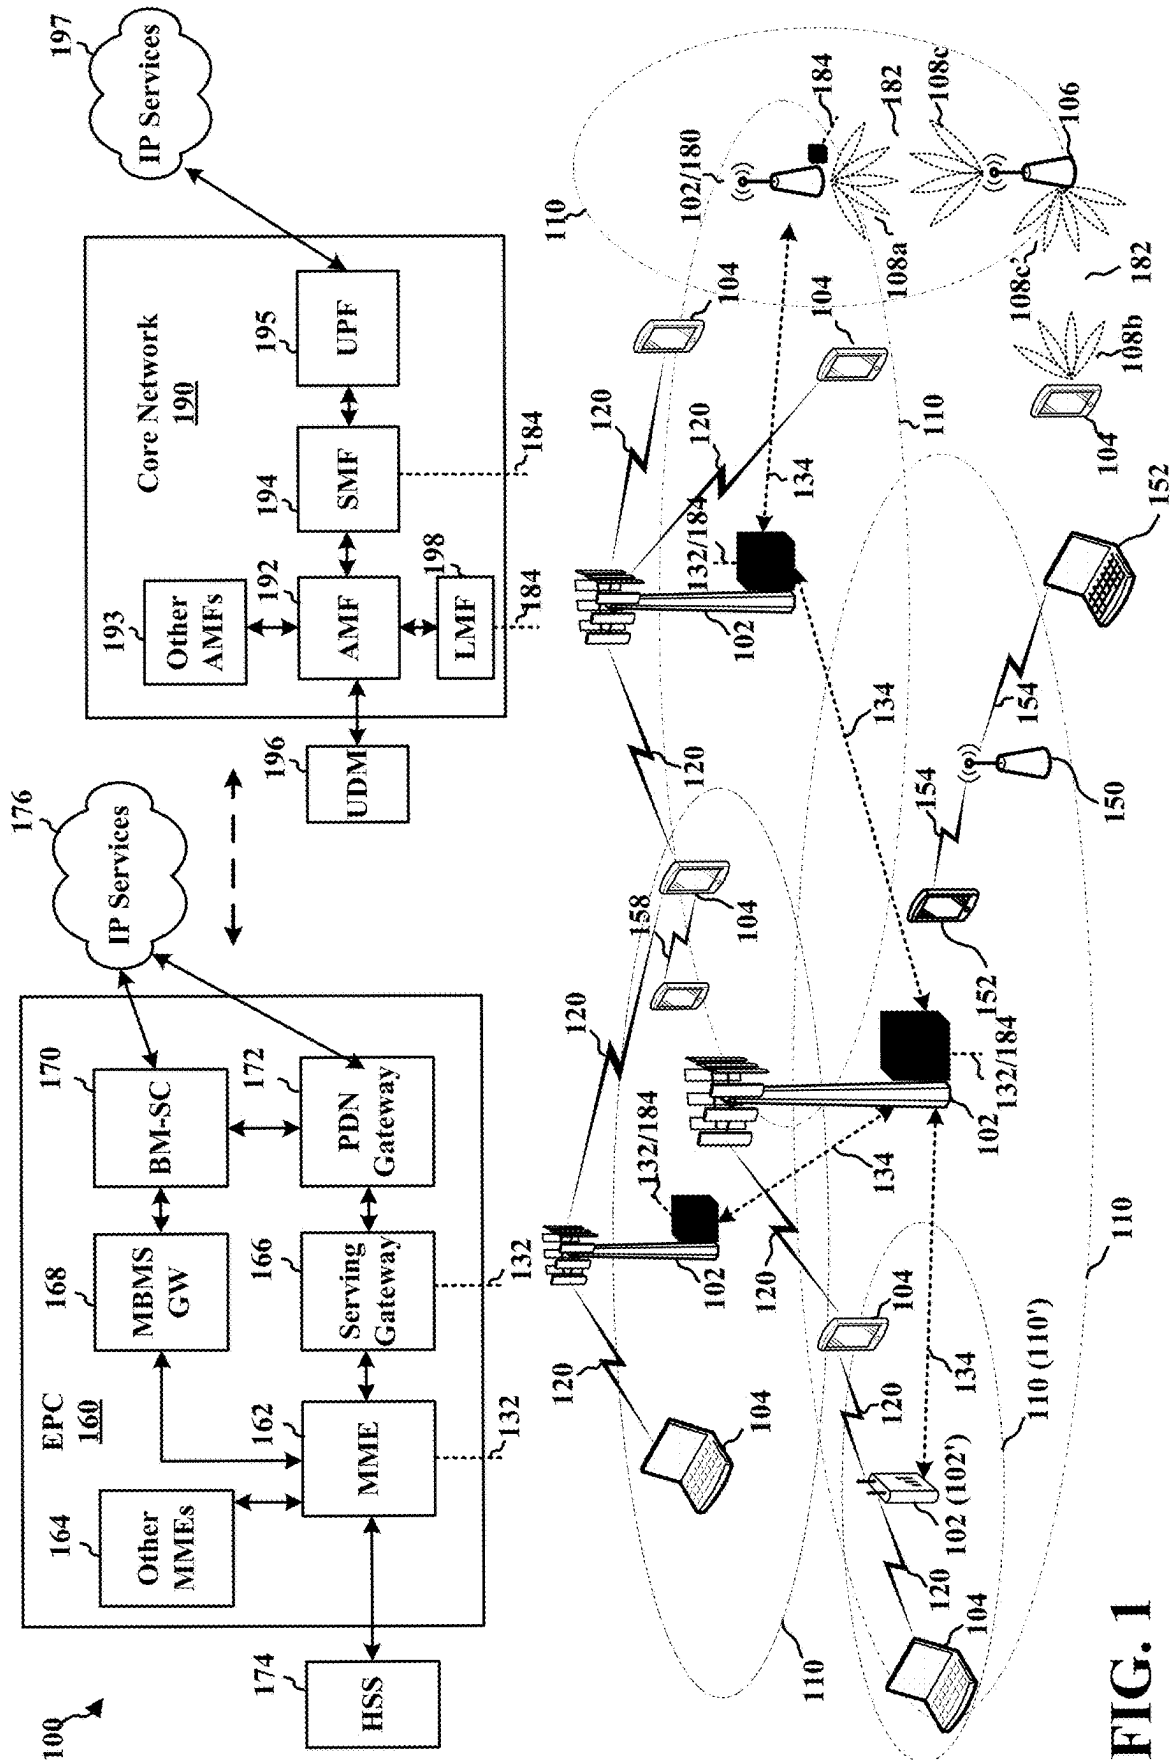 100
164
Other
MMEs
EPC
160
162
MME
132
168
MBMS
GW
166
Serving
Gateway
132
170
BM-SC
172
PDN
Gateway
174
HSS
176
IP Services
196
UDM
193
Other
AMFs
192
AMF
198
LMF
184
Core Network
190
194
SMF
184
195
UPF
197
IP Services
110
104
120
102
132/184
120
158
104
120
102
132/184
120
104
120
120
104
110
102/180
184
182
108a
108c
106
108c'
182
108b
104
110
134
134
134
134
120
104
120
102 (102')
104
120
110 (110')
110
102
132/184
152
154
150
154
152
FIG. 1